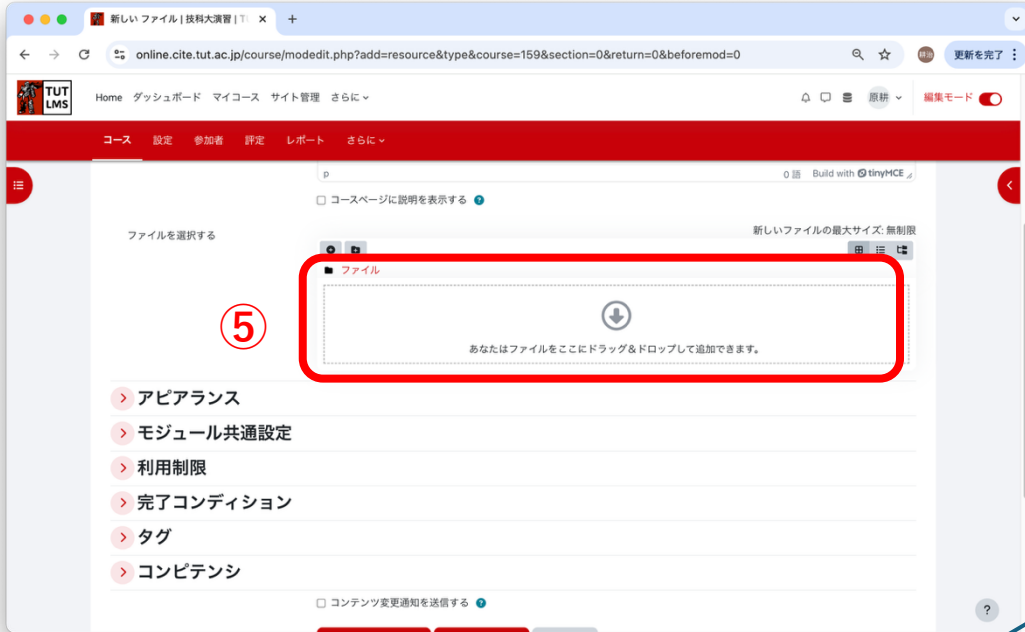 新しい ファイル | 技科大演習 | T
online.cite.tut.ac.jp/course/modedit.php?add=resource&type&course=159&section=0&return=0&beforemod=0
更新を完了
TUT LMS
Home ダッシュボード マイコース サイト管理 さらに
原耕
編集モード
コース 設定 参加者 評定 レポート さらに
p
0 語 Build with tinyMCE
コースページに説明を表示する
ファイルを選択する
新しいファイルの最大サイズ: 無制限
ファイル
⑤
あなたはファイルをここにドラッグ&ドロップして追加できます。
アピアランス
モジュール共通設定
利用制限
完了コンディション
タグ
コンピテンシ
コンテンツ変更通知を送信する
?